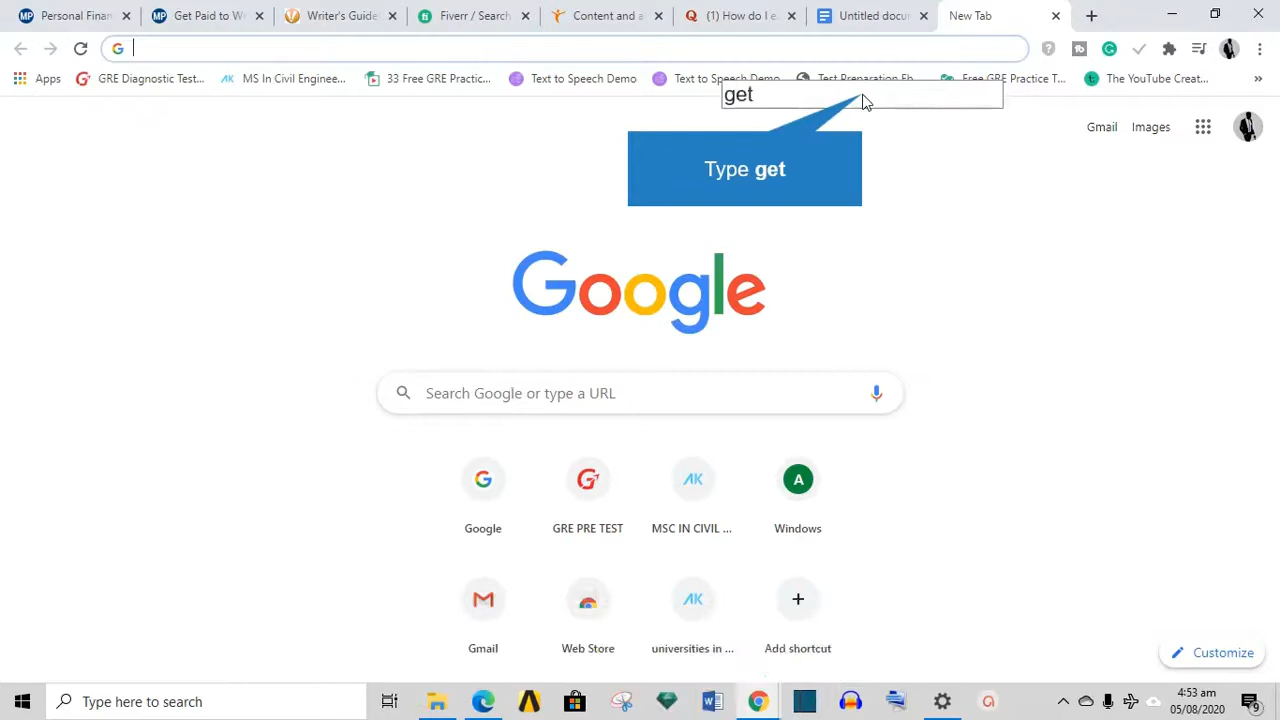 Personal Finan
Get Paid to W
Writer's Guide
Fiverr / Search
Content and a
(1) How do I e
Untitled docu
New Tab
Apps
GRE Diagnostic Test...
MS In Civil Enginee...
33 Free GRE Practic...
Text to Speech Demo
Text to Speech Demo
Free GRE Practice T...
The YouTube Creat...
get
Type get
Gmail
Images
Google
Search Google or type a URL
Google
GRE PRE TEST
MSC IN CIVIL ...
Windows
Gmail
Web Store
universities in ...
Add shortcut
Customize
Type here to search
4:53 am
05/08/2020